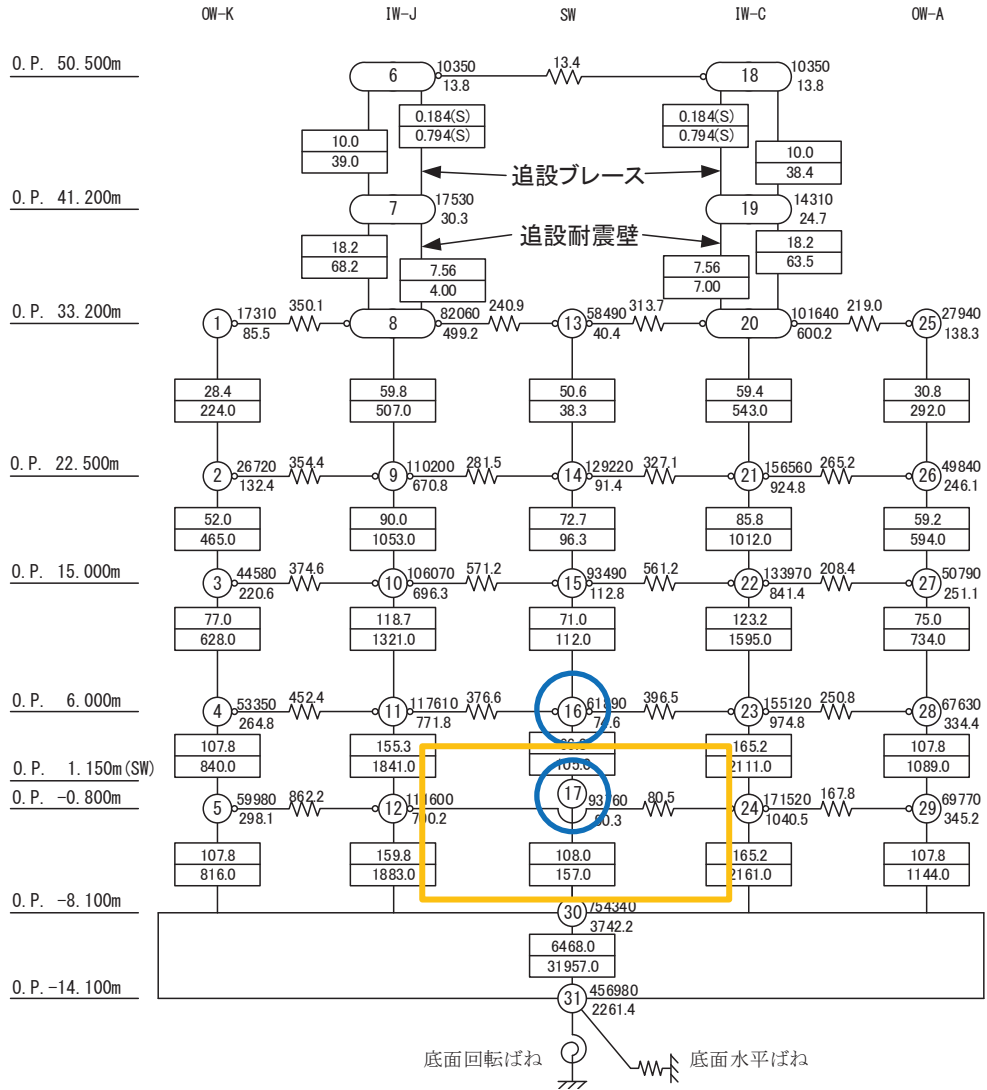 OW-K IW-J SW IW-C OW-A
O.P. 50.500m 6 10350 13.4 18 10350
13.8 13.8
0.184(S) 0.184(S)
0.794(S) 0.794(S)
10.0 10.0
39.0 38.4
追設ブレース
O.P. 41.200m 7 17530 19 14310
30.3 24.7
追設耐震壁
18.2 18.2
68.2 63.5
7.56 7.56
4.00 7.00
O.P. 33.200m 1 17310 350.1 8 82060 240.9 13 58490 313.7 20 101640 219.0 25 27940
85.5 499.2 40.4 600.2 138.3
28.4 59.8 50.6 59.4 30.8
224.0 507.0 38.3 543.0 292.0
O.P. 22.500m 2 26720 354.4 9 110200 281.5 14 129220 327.1 21 156560 265.2 26 49840
132.4 670.8 91.4 924.8 246.1
52.0 90.0 72.7 85.8 59.2
465.0 1053.0 96.3 1012.0 594.0
O.P. 15.000m 3 44580 374.6 10 106070 571.2 15 93490 561.2 22 133970 208.4 27 50790
220.6 696.3 112.8 841.4 251.1
77.0 118.7 71.0 123.2 75.0
628.0 1321.0 112.0 1595.0 734.0
O.P. 6.000m 4 53350 452.4 11 117610 376.6 16 396.5 23 155120 250.8 28 67630
264.8 771.8 974.8 334.4
107.8 155.3 165.2 107.8
840.0 1841.0 105.0 2111.0 1089.0
O.P. 1.150m(SW)
O.P. -0.800m 5 59980 862.2 12 111600 17 93760 80.5 24 171520 167.8 29 69770
298.1 1040.5 345.2
107.8 159.8 108.0 165.2 107.8
816.0 1883.0 157.0 2161.0 1144.0
O.P. -8.100m 30 754340
3742.2
6468.0
31957.0
O.P.-14.100m 31 456980
2261.4
底面回転ばね 底面水平ばね